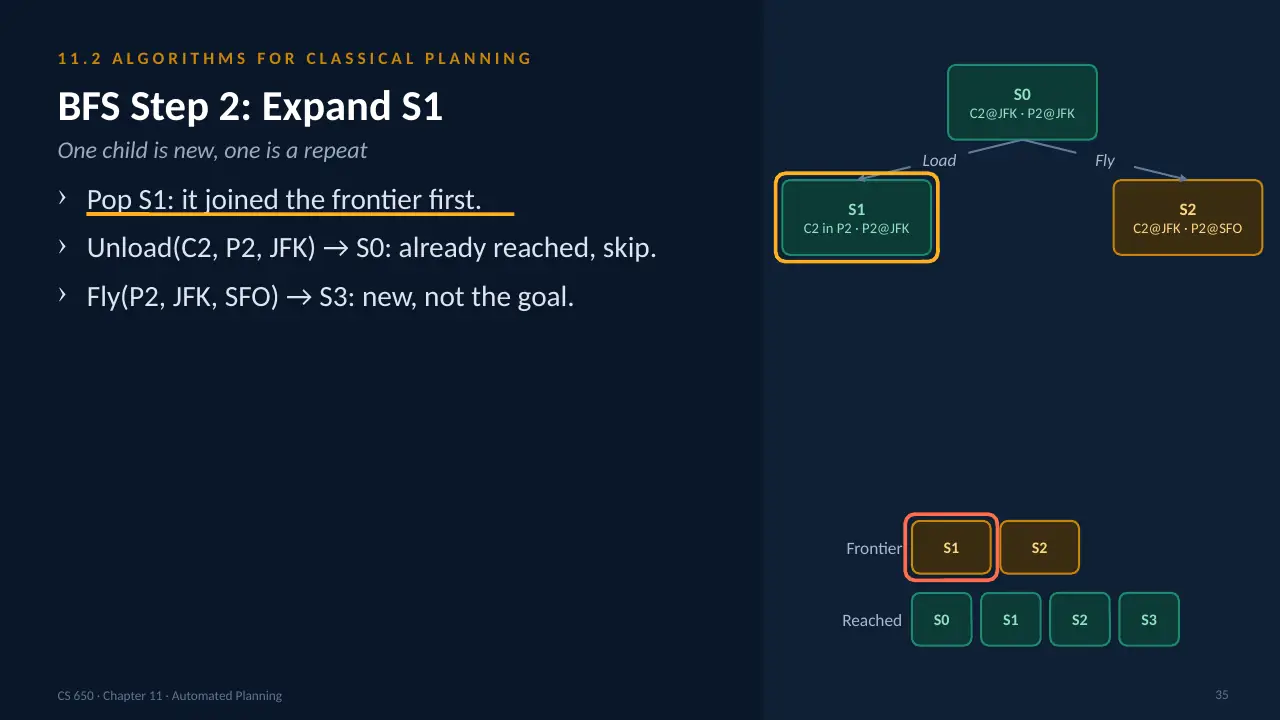 11.2 ALGORITHMS FOR CLASSICAL PLANNING
BFS Step 2: Expand S1
One child is new, one is a repeat
› Pop S1: it joined the frontier first.
› Unload(C2, P2, JFK) → S0: already reached, skip.
› Fly(P2, JFK, SFO) → S3: new, not the goal.
S0
C2@JFK · P2@JFK
Load
Fly
S1
C2 in P2 · P2@JFK
S2
C2@JFK · P2@SFO
Frontier S1 S2
Reached S0 S1 S2 S3
CS 650 · Chapter 11 · Automated Planning
35